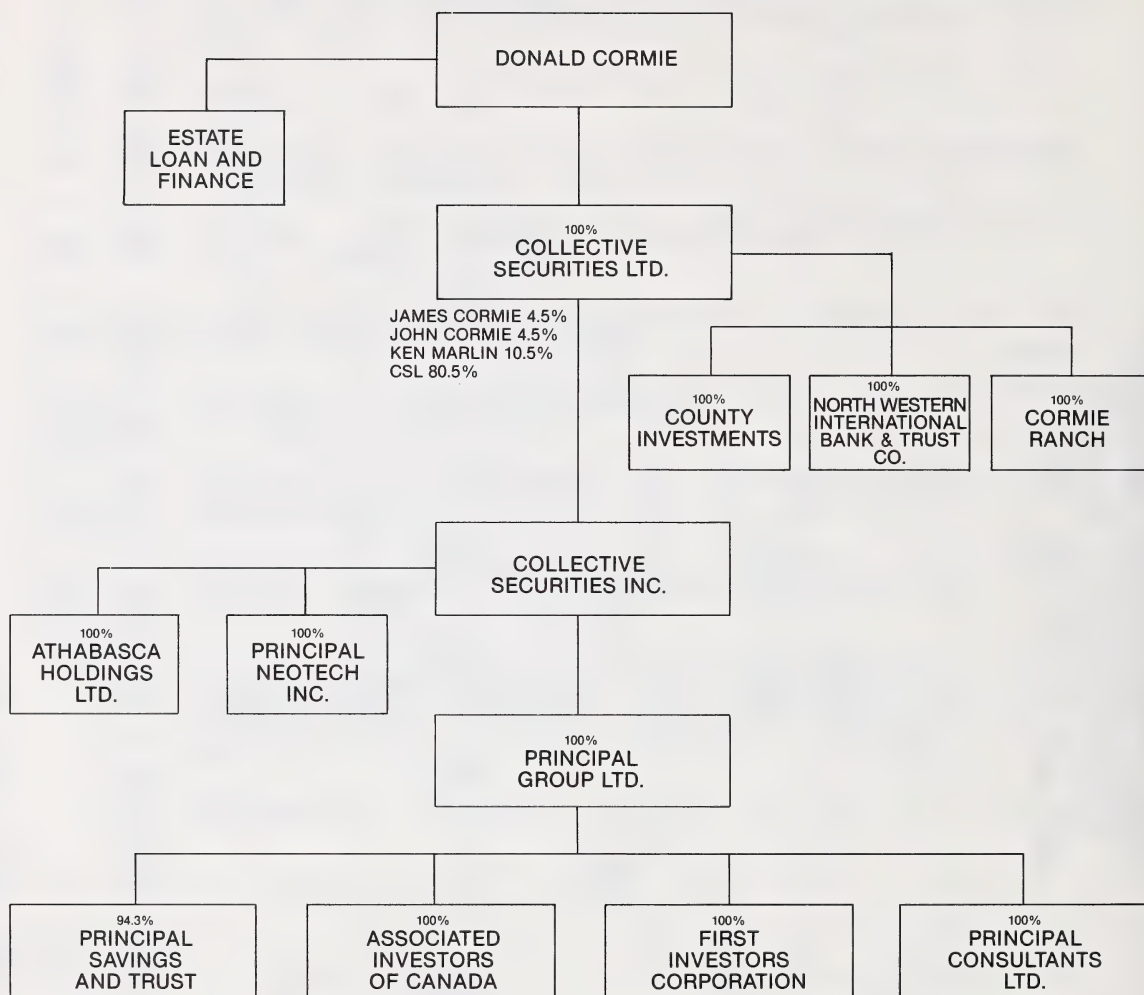 DONALD CORMIE
ESTATE
LOAN AND
FINANCE
100%
COLLECTIVE
SECURITIES LTD.
JAMES CORMIE 4.5%
JOHN CORMIE 4.5%
KEN MARLIN 10.5%
CSL 80.5%
100%
COUNTY
INVESTMENTS
100%
NORTH WESTERN
INTERNATIONAL
BANK & TRUST
CO.
100%
CORMIE
RANCH
COLLECTIVE
SECURITIES INC.
100%
ATHABASCA
HOLDINGS
LTD.
100%
PRINCIPAL
NEOTECH
INC.
100%
PRINCIPAL
GROUP LTD.
94.3%
PRINCIPAL
SAVINGS
AND TRUST
100%
ASSOCIATED
INVESTORS
OF CANADA
100%
FIRST
INVESTORS
CORPORATION
100%
PRINCIPAL
CONSULTANTS
LTD.